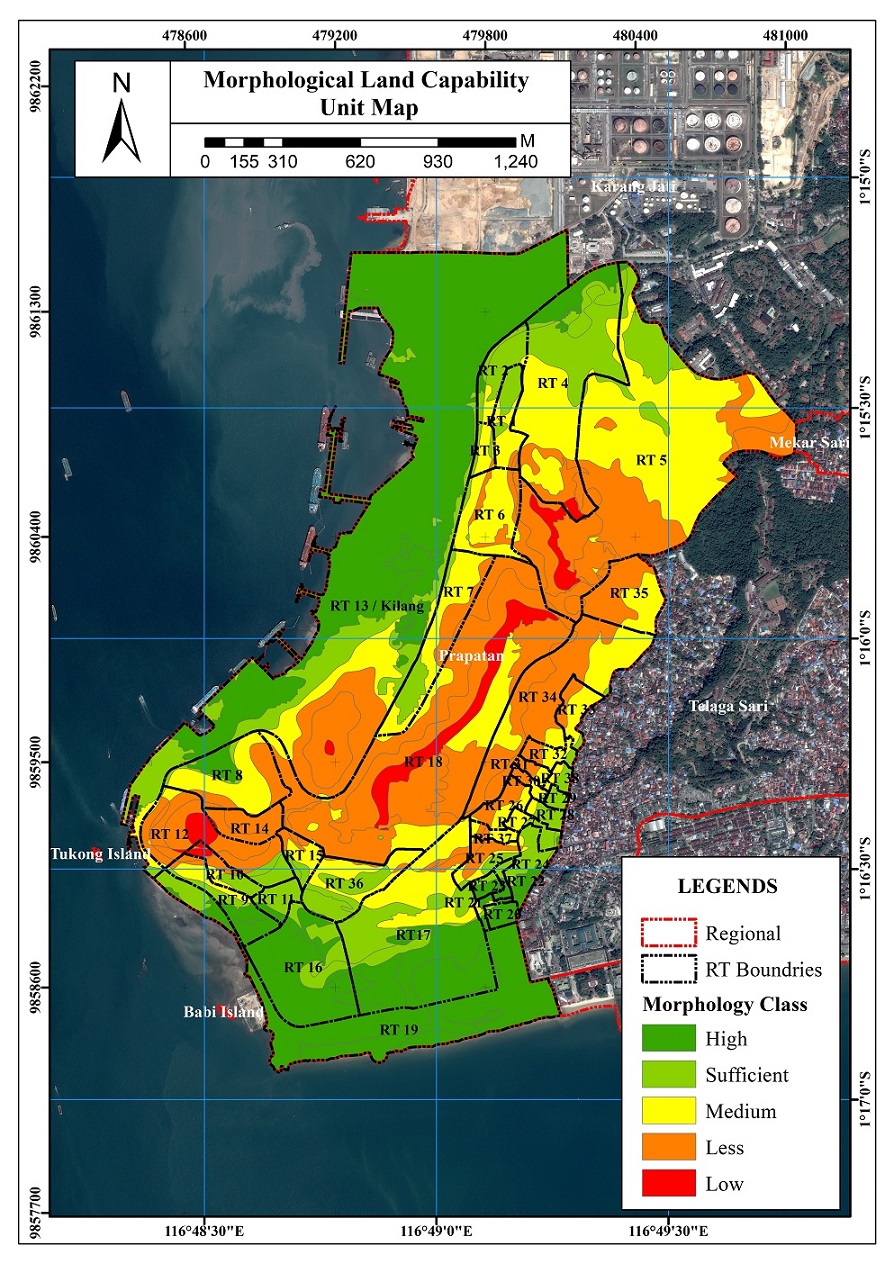 478600 479200 479800 480400 481000
N
Morphological Land Capability
Unit Map
M
0 155 310 620 930 1,240
9862200
9861300
9860400
9859500
9858600
9857700
1°15'0"S
1°15'30"S
1°16'0"S
1°16'30"S
1°17'0"S
Karang Jati
RT 2
RT 4
RT
RT 3
RT 5
Mekar Sari
RT 6
RT 7
RT 35
RT 13 / Kilang
Prapatan
RT 34
RT 3
Telaga Sari
RT 32
RT 18
RT 31
RT 8
RT 30
RT 38
RT 29
RT 26
RT 28
RT 27
RT 12
RT 14
RT 37
Tukong Island
RT 15
RT 25
RT 24
RT 10
RT 36
RT 23
RT 22
RT 9
RT 11
RT 21
RT 20
RT17
RT 16
Babi Island
RT 19
LEGENDS
Regional
RT Boundries
Morphology Class
High
Sufficient
Medium
Less
Low
116°48'30"E 116°49'0"E 116°49'30"E